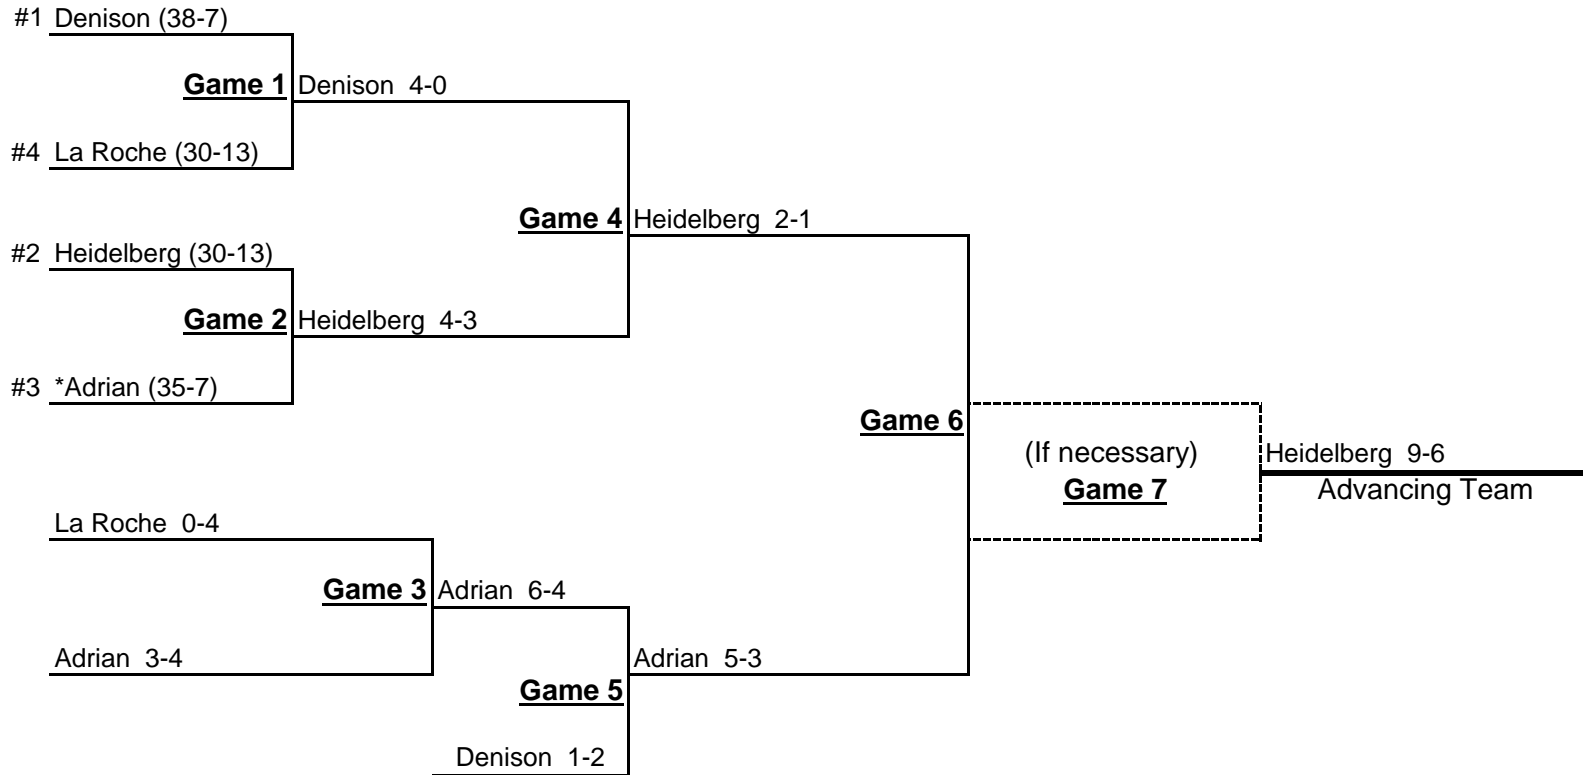 #1 Denison (38-7)
Game 1 Denison 4-0
#4 La Roche (30-13)
Game 4 Heidelberg 2-1
#2 Heidelberg (30-13)
Game 2 Heidelberg 4-3
#3 *Adrian (35-7)
Game 6
(If necessary)
Game 7
Heidelberg 9-6
Advancing Team
La Roche 0-4
Game 3 Adrian 6-4
Adrian 3-4
Game 5 Adrian 5-3
Denison 1-2